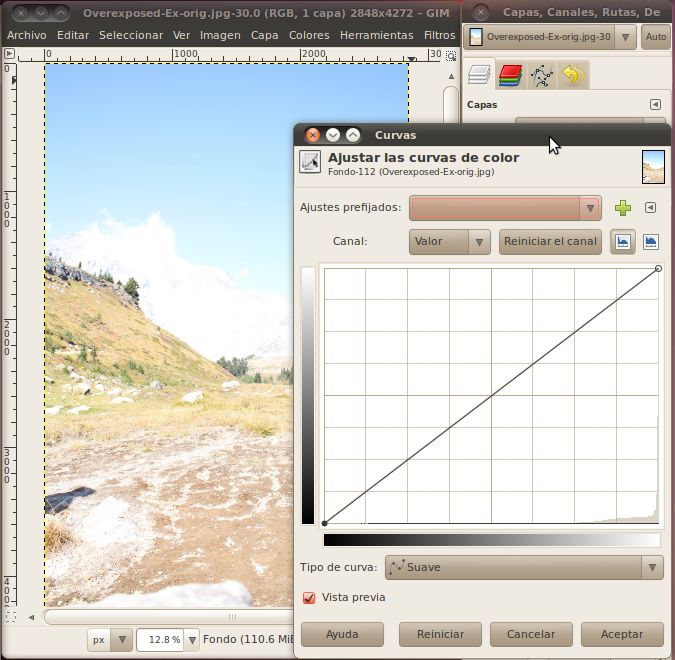 Overexposed-Ex-orig.jpg-30.0 (RGB, 1 capa) 2848x4272 – GIM
Capas, Canales, Rutas, De
Archivo Editar Seleccionar Ver Imagen Capa Colores Herramientas Filtros
Overexposed-Ex-orig.jpg-30
Auto
0 1000 2000 30
0
1000
2000
3000
400
Capas
Curvas
Ajustar las curvas de color
Fondo-112 (Overexposed-Ex-orig.jpg)
Ajustes prefijados:
Canal: Valor Reiniciar el canal
Tipo de curva: Suave
Vista previa
px 12.8 % Fondo (110.6 MiB
Ayuda Reiniciar Cancelar Aceptar